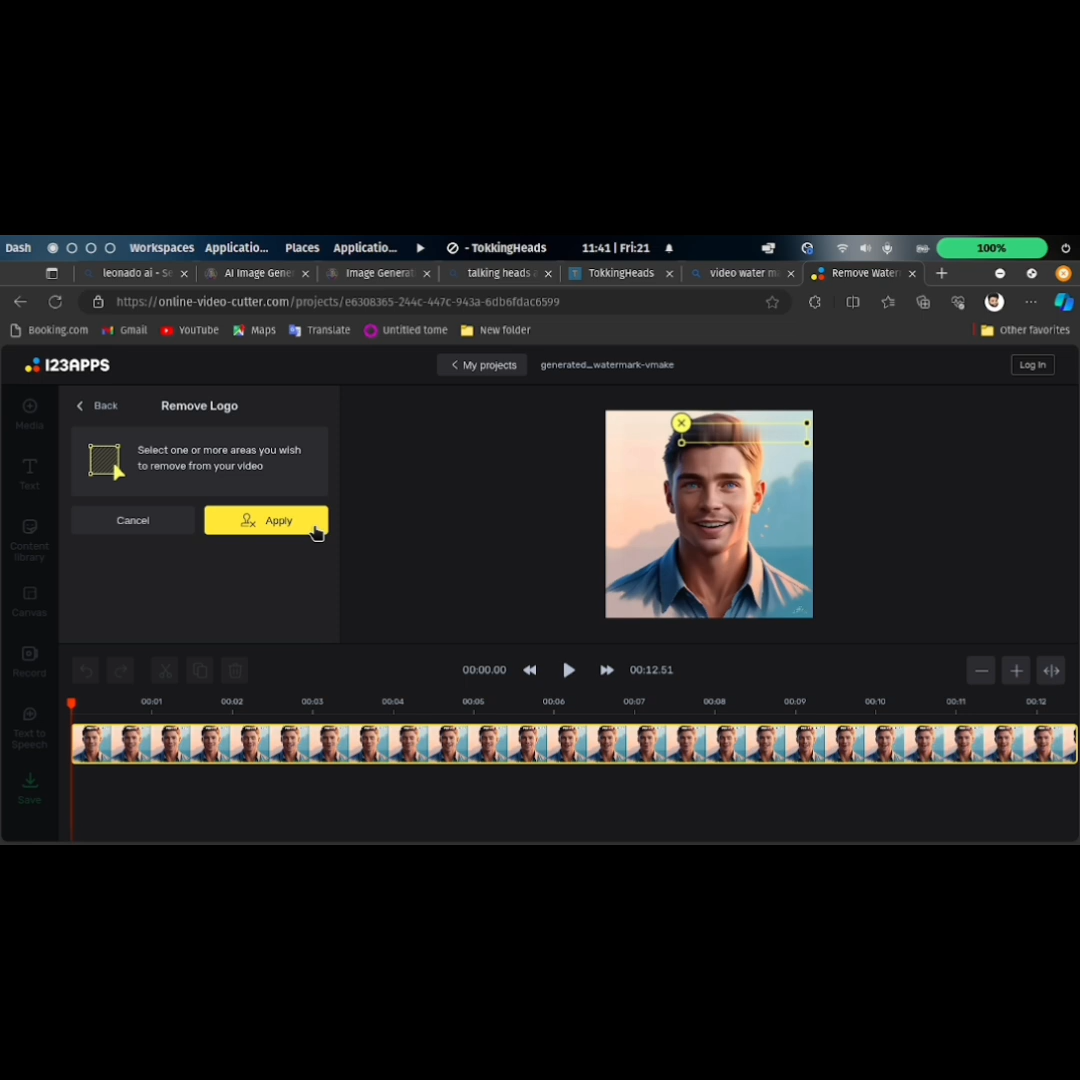 Dash Workspaces Applicatio... Places Applicatio... - TokkingHeads 11:41 | Fri:21 100%
leonado ai - Se AI Image Gene Image Generat talking heads a TokkingHeads video water m Remove Water
https://online-video-cutter.com/projects/e6308365-244c-447c-943a-6db6fdac6599
Booking.com Gmail YouTube Maps Translate Untitled tome New folder Other favorites
123APPS My projects generated_watermark-vmake Log In
Back Remove Logo
Media
Select one or more areas you wish
to remove from your video
Text
Cancel Apply
Content
library
Canvas
Record
00:00.00 00:12.51
00:01 00:02 00:03 00:04 00:05 00:06 00:07 00:08 00:09 00:10 00:11 00:12
Text to
Speech
Save